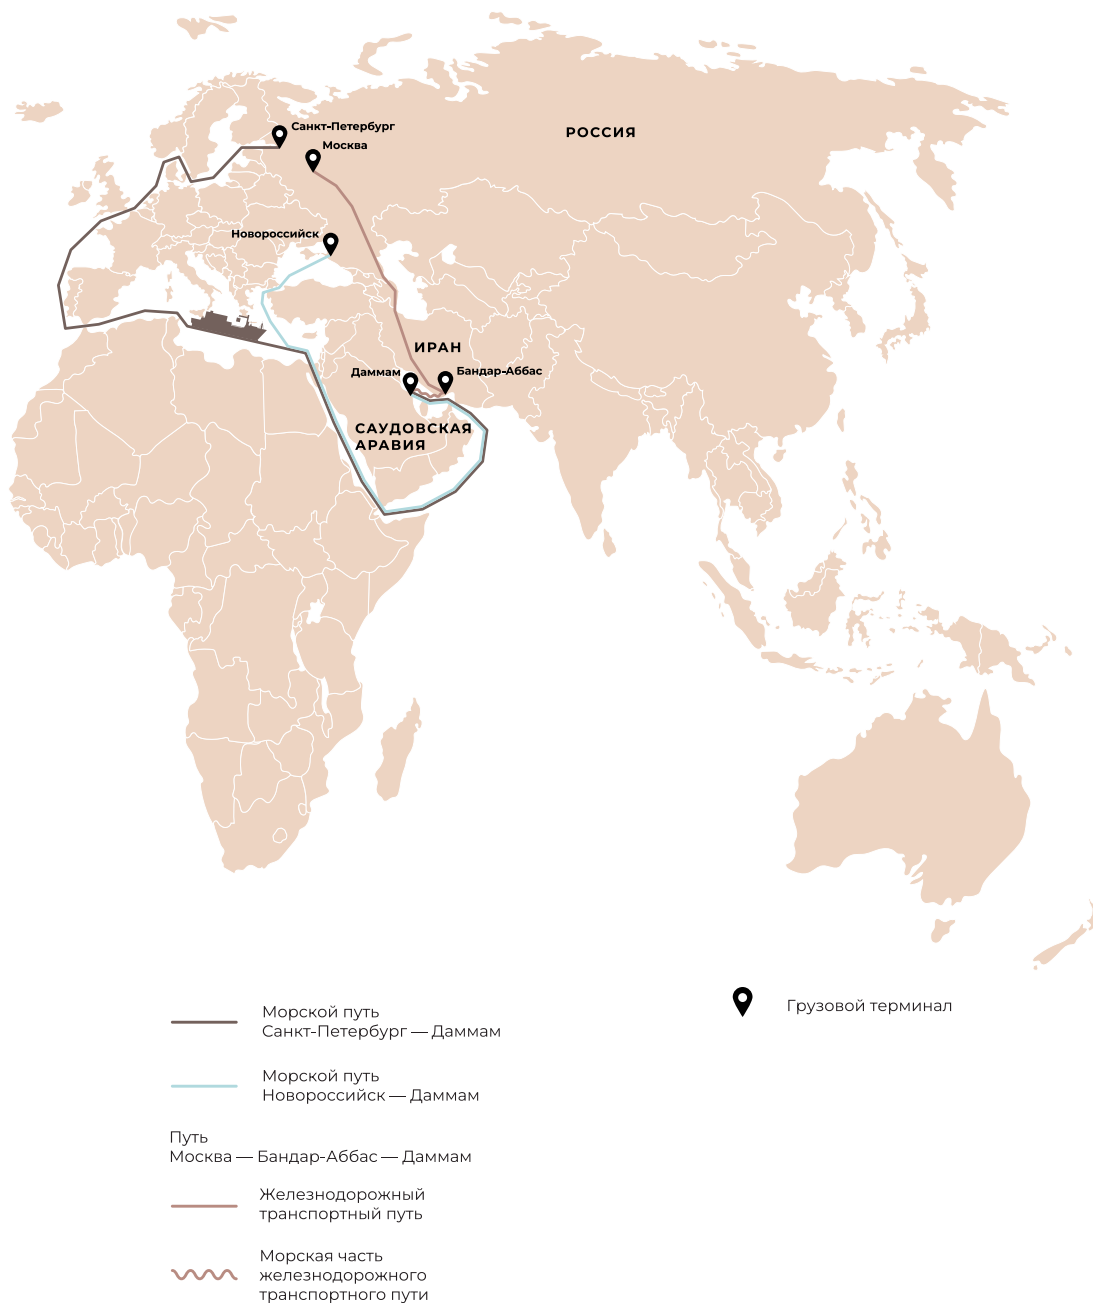 Санкт-Петербург
Москва
РОССИЯ
Новороссийск
ИРАН
Даммам
Бандар-Аббас
САУДОВСКАЯ
АРАВИЯ
Морской путь
Санкт-Петербург — Даммам
Грузовой терминал
Морской путь
Новороссийск — Даммам
Путь
Москва — Бандар-Аббас — Даммам
Железнодорожный
транспортный путь
Морская часть
железнодорожного
транспортного пути